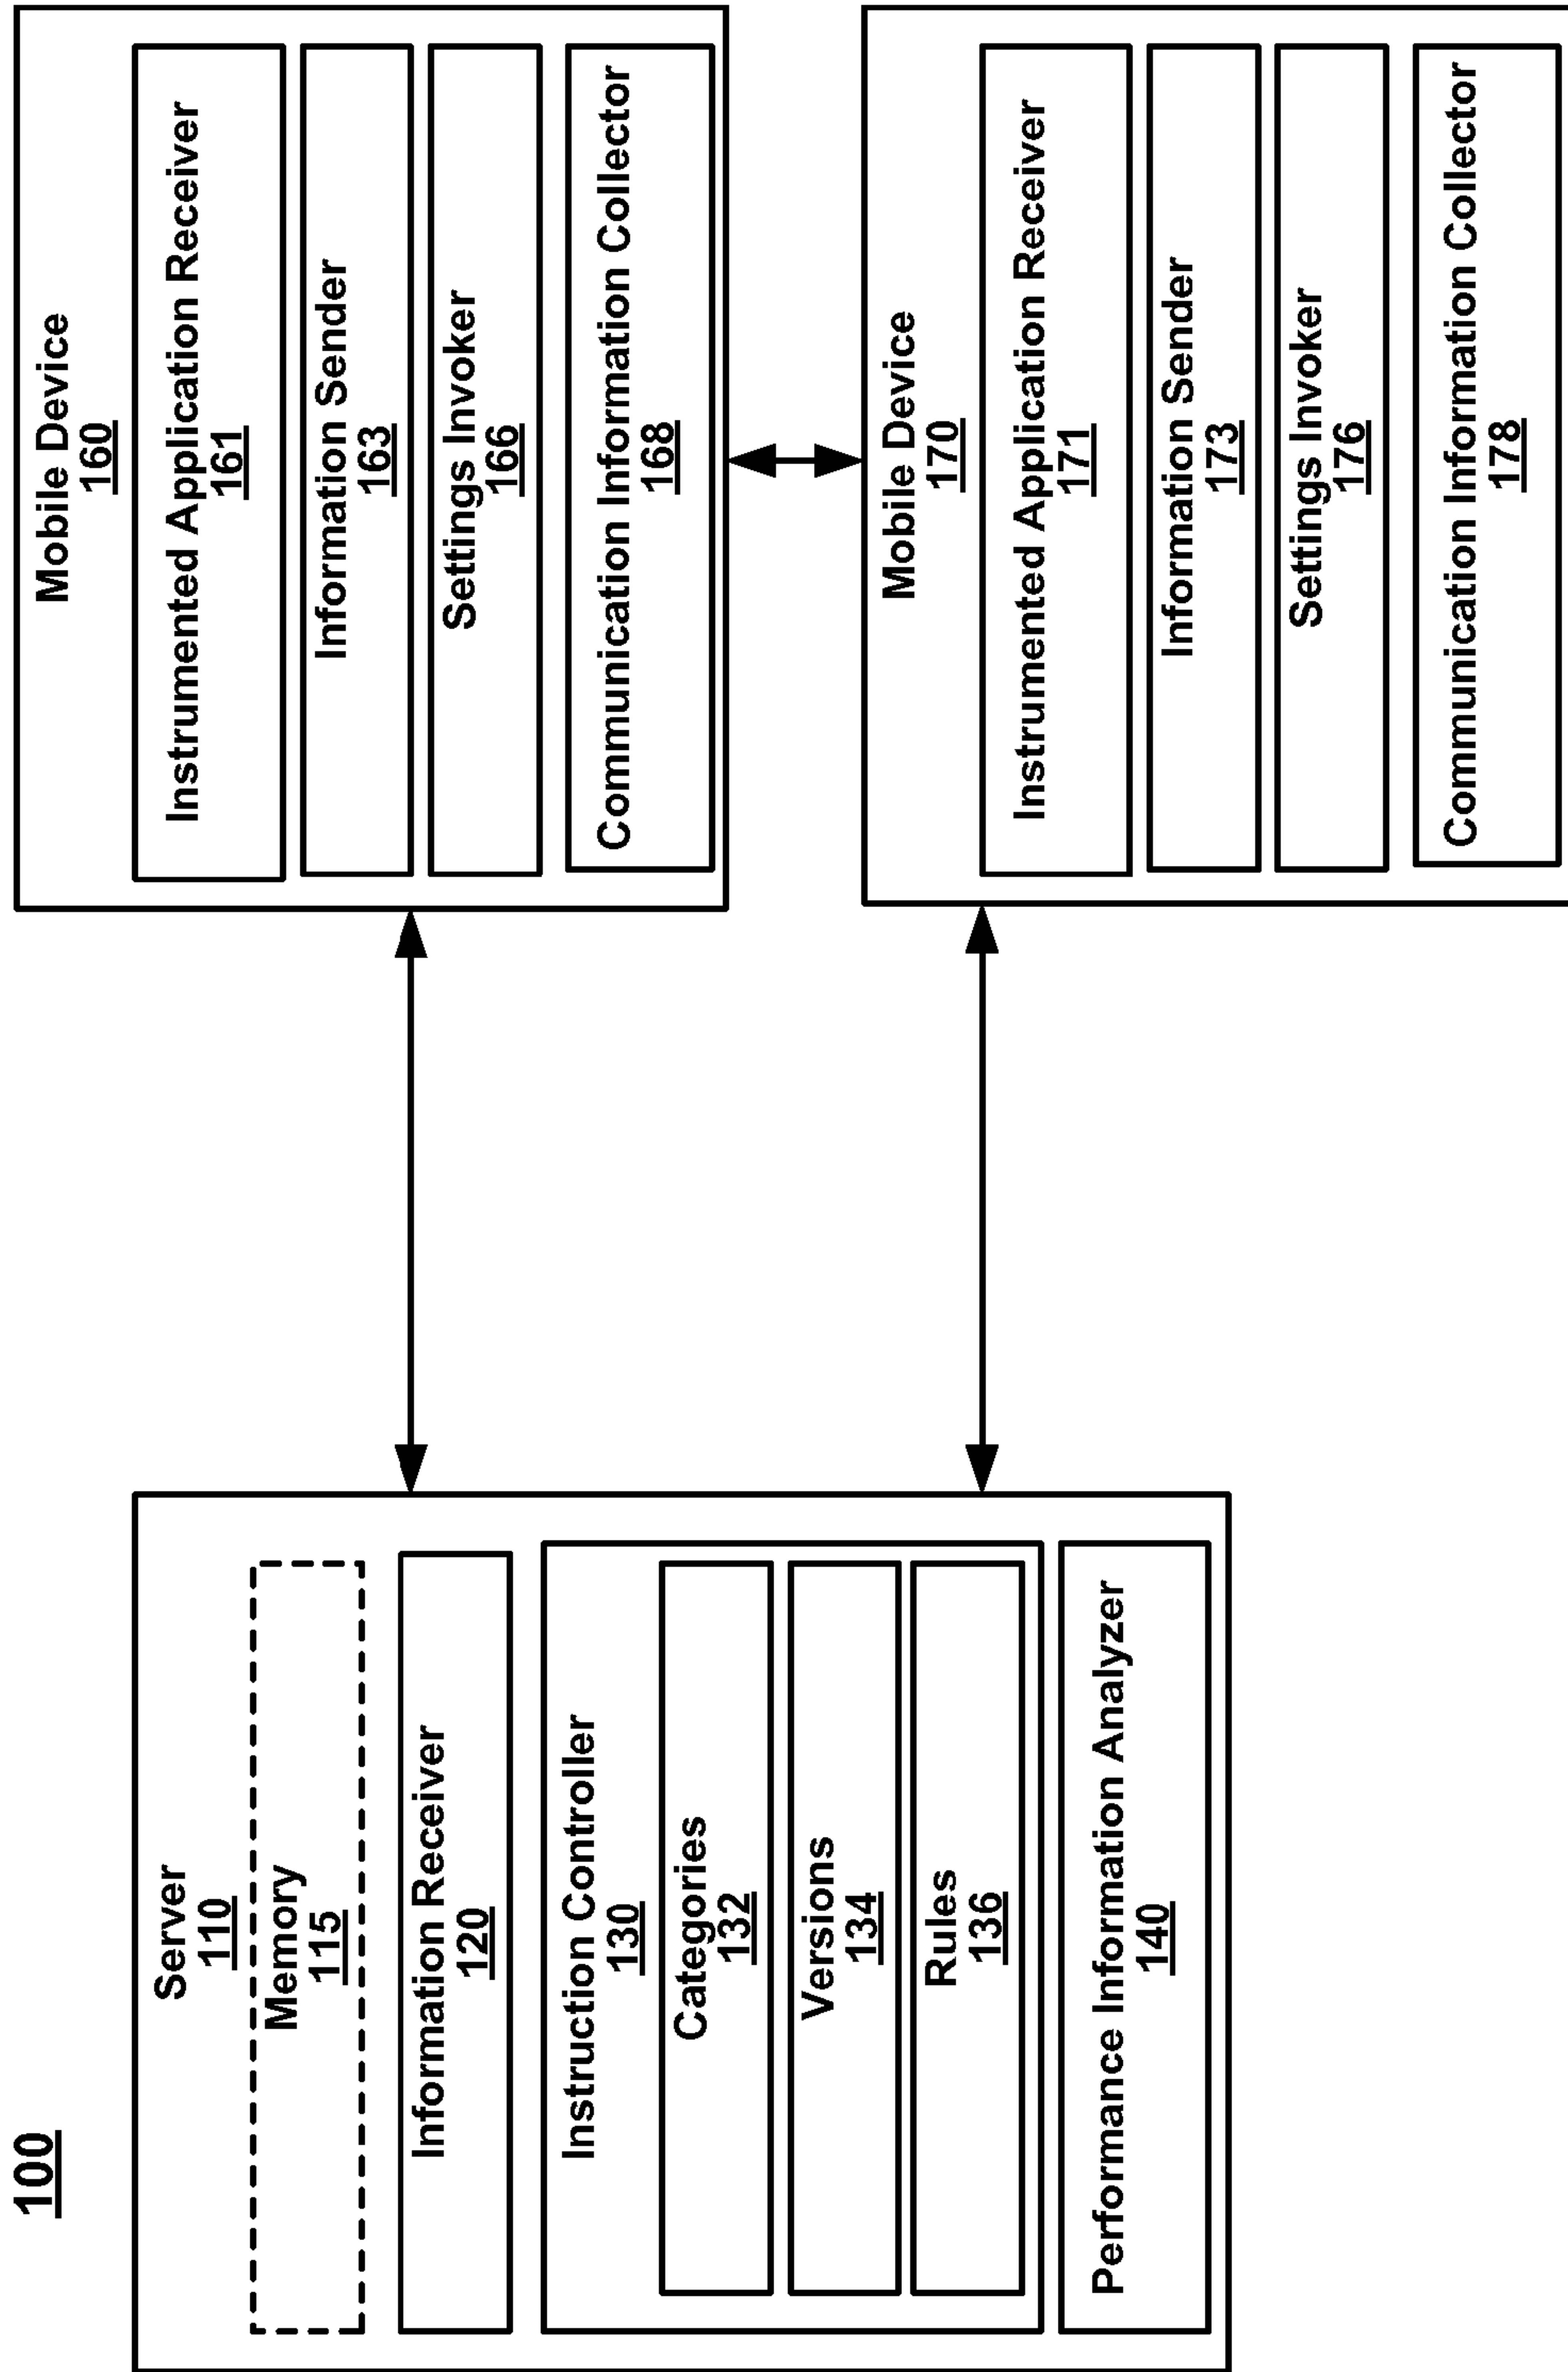 100
Server
110
Memory
115
Information Receiver
120
Instruction Controller
130
Categories
132
Versions
134
Rules
136
Performance Information Analyzer
140
Mobile Device
160
Instrumented Application Receiver
161
Information Sender
163
Settings Invoker
166
Communication Information Collector
168
Mobile Device
170
Instrumented Application Receiver
171
Information Sender
173
Settings Invoker
176
Communication Information Collector
178